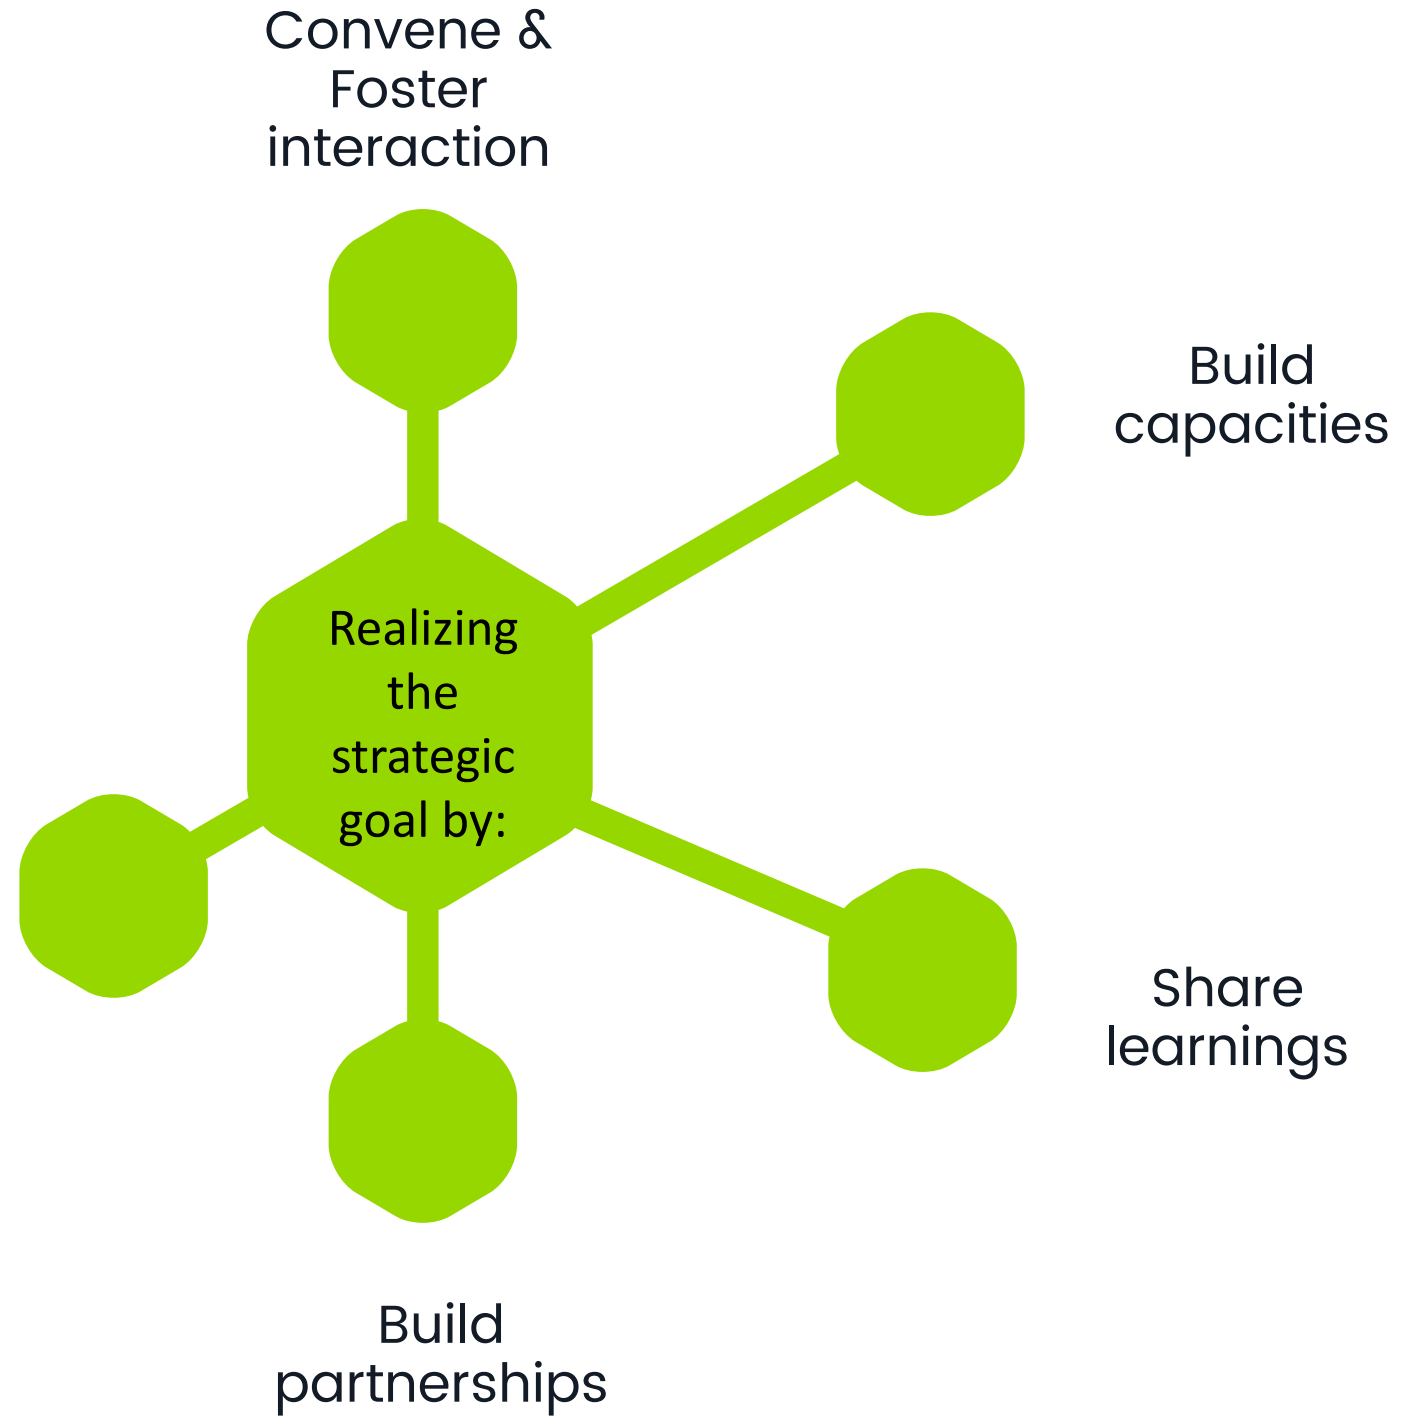 Convene &
Foster
interaction
Build
capacities
Realizing
the
strategic
goal by:
Share
learnings
Build
partnerships